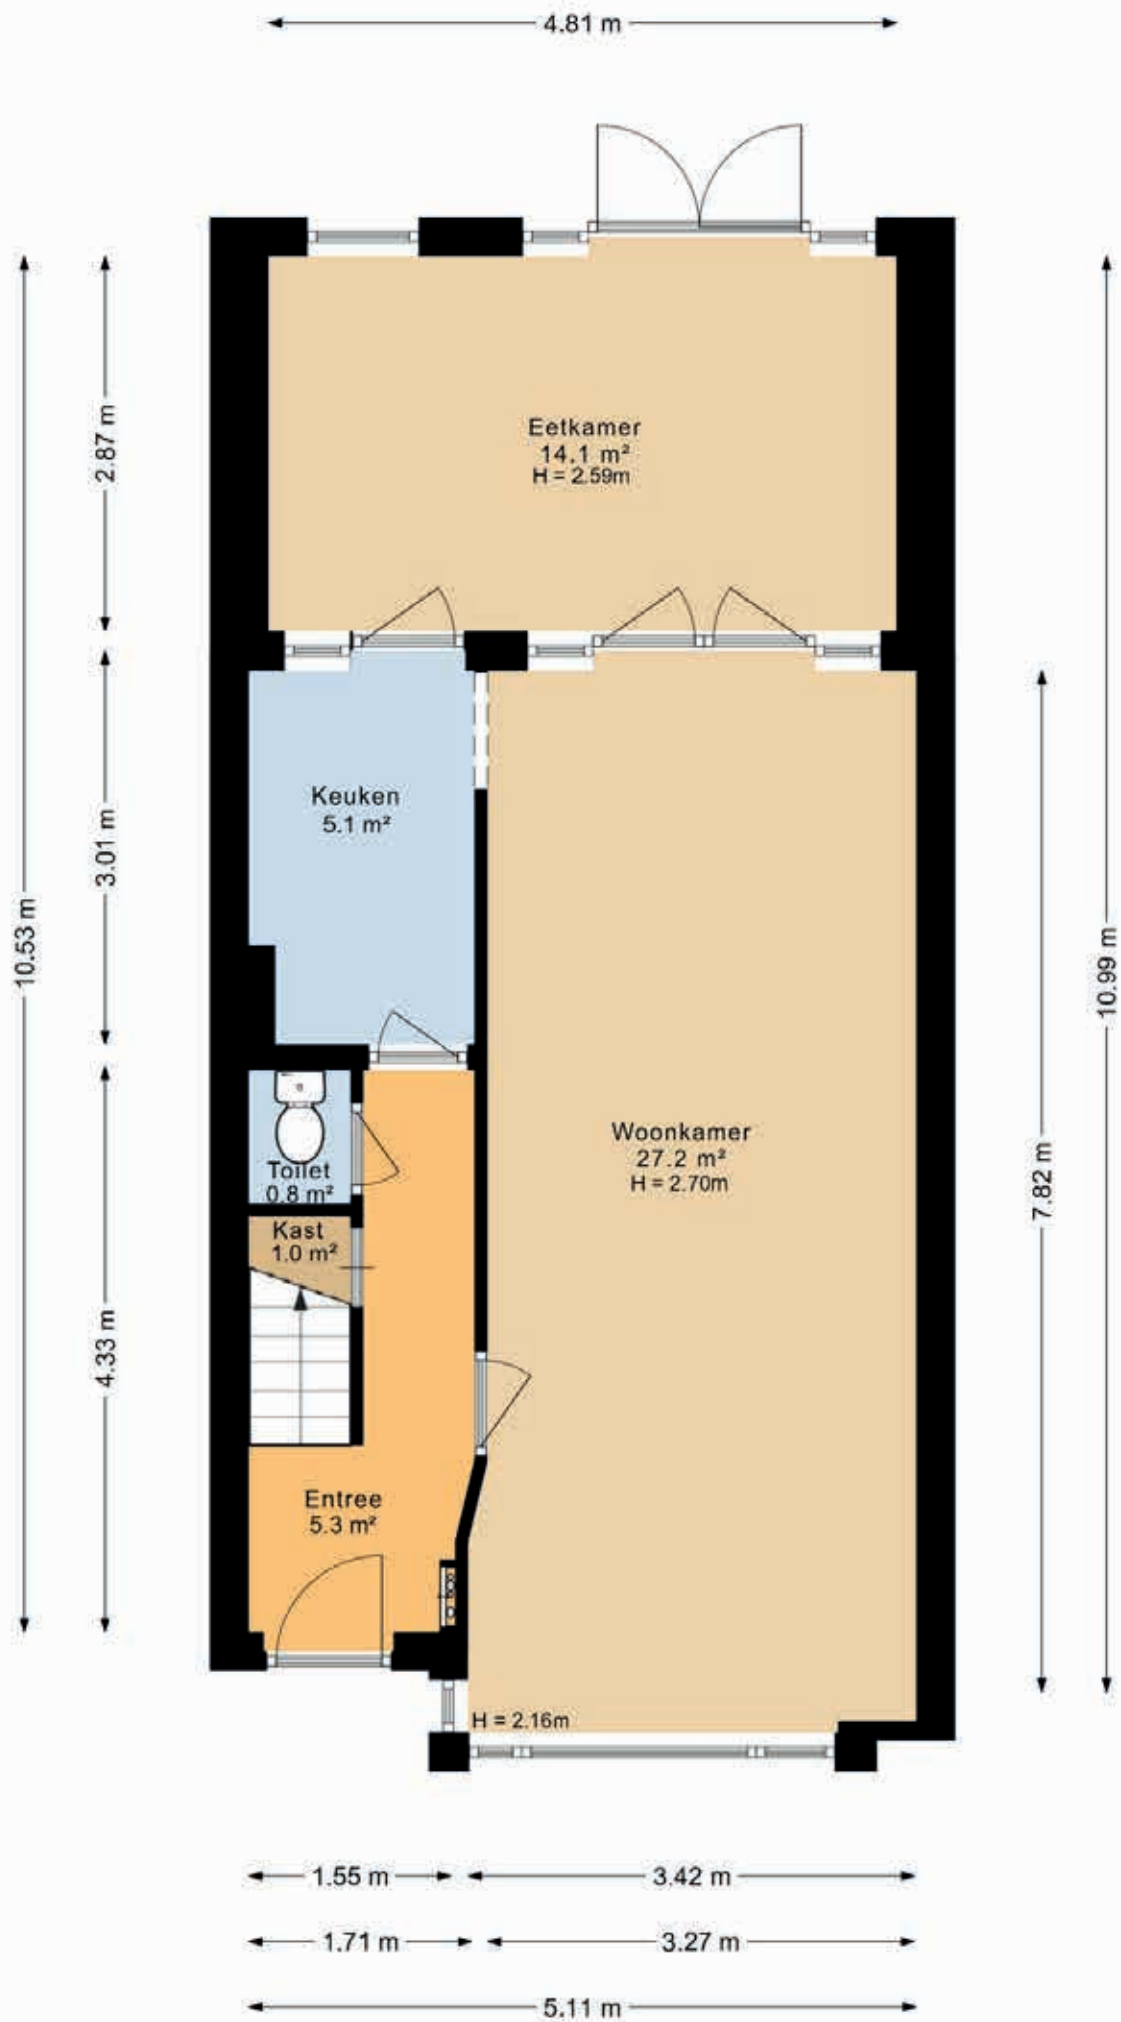 4.81 m
Eetkamer
14.1 m²
H = 2.59m
2.87 m
Keuken
5.1 m²
3.01 m
10.53 m
10.99 m
Woonkamer
27.2 m²
H = 2.70m
7.82 m
Toilet
0.8 m²
Kast
1.0 m²
4.33 m
Entree
5.3 m²
H = 2.16m
1.55 m
3.42 m
1.71 m
3.27 m
5.11 m